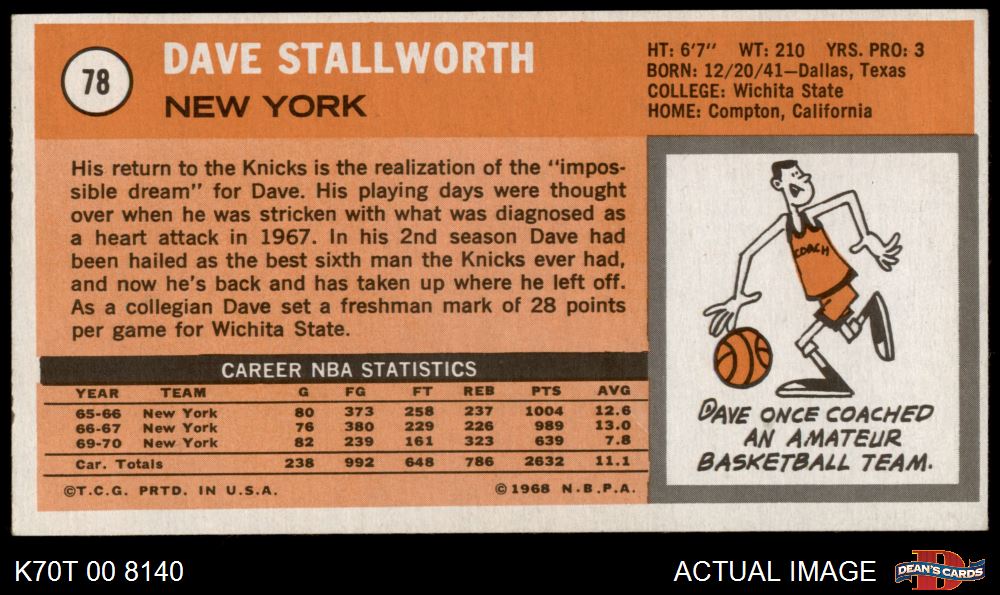 78
DAVE STALLWORTH
NEW YORK
HT: 6'7" WT: 210 YRS. PRO: 3
BORN: 12/20/41—Dallas, Texas
COLLEGE: Wichita State
HOME: Compton, California
His return to the Knicks is the realization of the "impos-
sible dream" for Dave. His playing days were thought
over when he was stricken with what was diagnosed as
a heart attack in 1967. In his 2nd season Dave had
been hailed as the best sixth man the Knicks ever had,
and now he's back and has taken up where he left off.
As a collegian Dave set a freshman mark of 28 points
per game for Wichita State.
CAREER NBA STATISTICS
YEAR TEAM G FG FT REB PTS AVG
65-66 New York 80 373 258 237 1004 12.6
66-67 New York 76 380 229 226 989 13.0
69-70 New York 82 239 161 323 639 7.8
Car. Totals 238 992 648 786 2632 11.1
©T.C.G. PRTD. IN U.S.A. ©1968 N.B.P.A.
COACH
DAVE ONCE COACHED
AN AMATEUR
BASKETBALL TEAM.
K70T 00 8140
ACTUAL IMAGE
D
DEAN'S CARDS